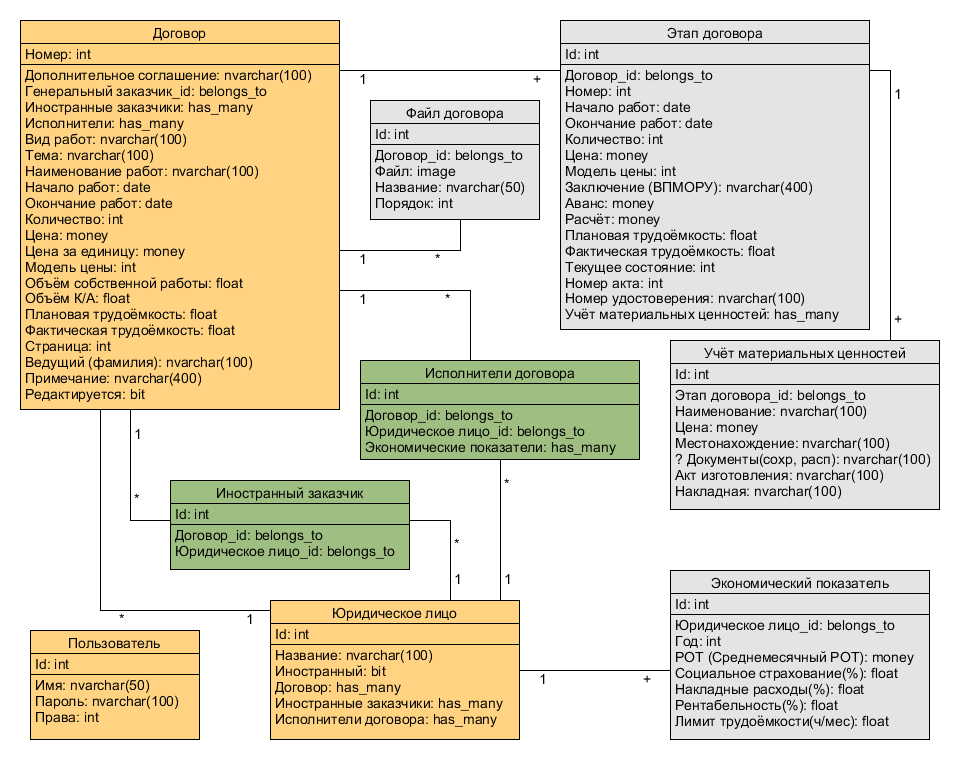 Договор
Номер: int
Дополнительное соглашение: nvarchar(100)
Генеральный заказчик_id: belongs_to
Иностранные заказчики: has_many
Исполнители: has_many
Вид работ: nvarchar(100)
Тема: nvarchar(100)
Наименование работ: nvarchar(100)
Начало работ: date
Окончание работ: date
Количество: int
Цена: money
Цена за единицу: money
Модель цены: int
Объём собственной работы: float
Объём К/А: float
Плановая трудоёмкость: float
Фактическая трудоёмкость: float
Страница: int
Ведущий (фамилия): nvarchar(100)
Примечание: nvarchar(400)
Редактируется: bit
1
+
Файл договора
Id: int
Договор_id: belongs_to
Файл: image
Название: nvarchar(50)
Порядок: int
1
*
1
*
Этап договора
Id: int
Договор_id: belongs_to
Номер: int
Начало работ: date
Окончание работ: date
Количество: int
Цена: money
Модель цены: int
Заключение (ВПМОРУ): nvarchar(400)
Аванс: money
Расчёт: money
Плановая трудоёмкость: float
Фактическая трудоёмкость: float
Текущее состояние: int
Номер акта: int
Номер удостоверения: nvarchar(100)
Учёт материальных ценностей: has_many
1
+
Учёт материальных ценностей
Id: int
Этап договора_id: belongs_to
Наименование: nvarchar(100)
Цена: money
Местонахождение: nvarchar(100)
? Документы(сохр, расп): nvarchar(100)
Акт изготовления: nvarchar(100)
Накладная: nvarchar(100)
Исполнители договора
Id: int
Договор_id: belongs_to
Юридическое лицо_id: belongs_to
Экономические показатели: has_many
1
*
*
Иностранный заказчик
Id: int
Договор_id: belongs_to
Юридическое лицо_id: belongs_to
*
1
1
*
1
Юридическое лицо
Id: int
Название: nvarchar(100)
Иностранный: bit
Договор: has_many
Иностранные заказчики: has_many
Исполнители договора: has_many
Пользователь
Id: int
Имя: nvarchar(50)
Пароль: nvarchar(100)
Права: int
1
+
Экономический показатель
Id: int
Юридическое лицо_id: belongs_to
Год: int
РОТ (Среднемесячный РОТ): money
Социальное страхование(%): float
Накладные расходы(%): float
Рентабельность(%): float
Лимит трудоёмкости(ч/мес): float